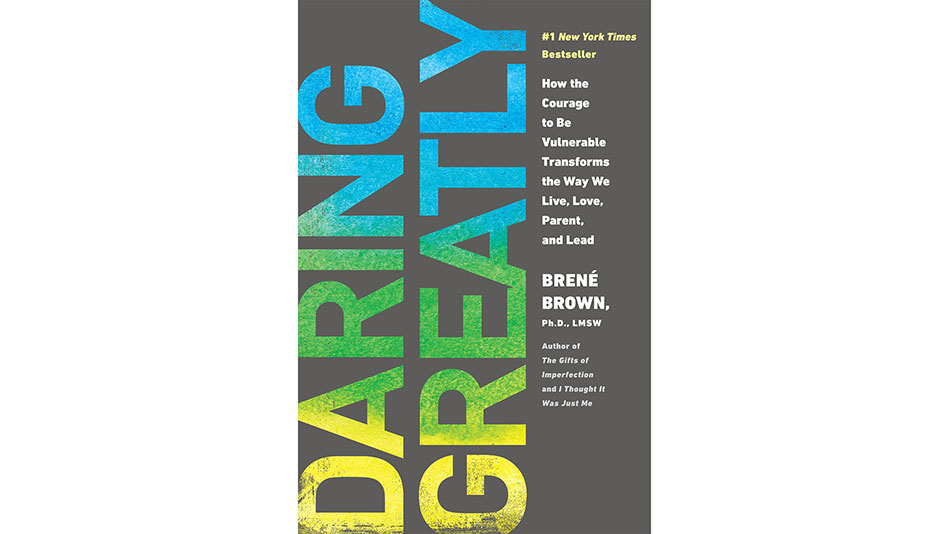 DARING
GREATLY
#1 New York Times
Bestseller
How the
Courage
to Be
Vulnerable
Transforms
the Way We
Live, Love,
Parent,
and Lead
BRENÉ
BROWN,
Ph.D., LMSW
Author of
The Gifts of
Imperfection
and I Thought It
Was Just Me